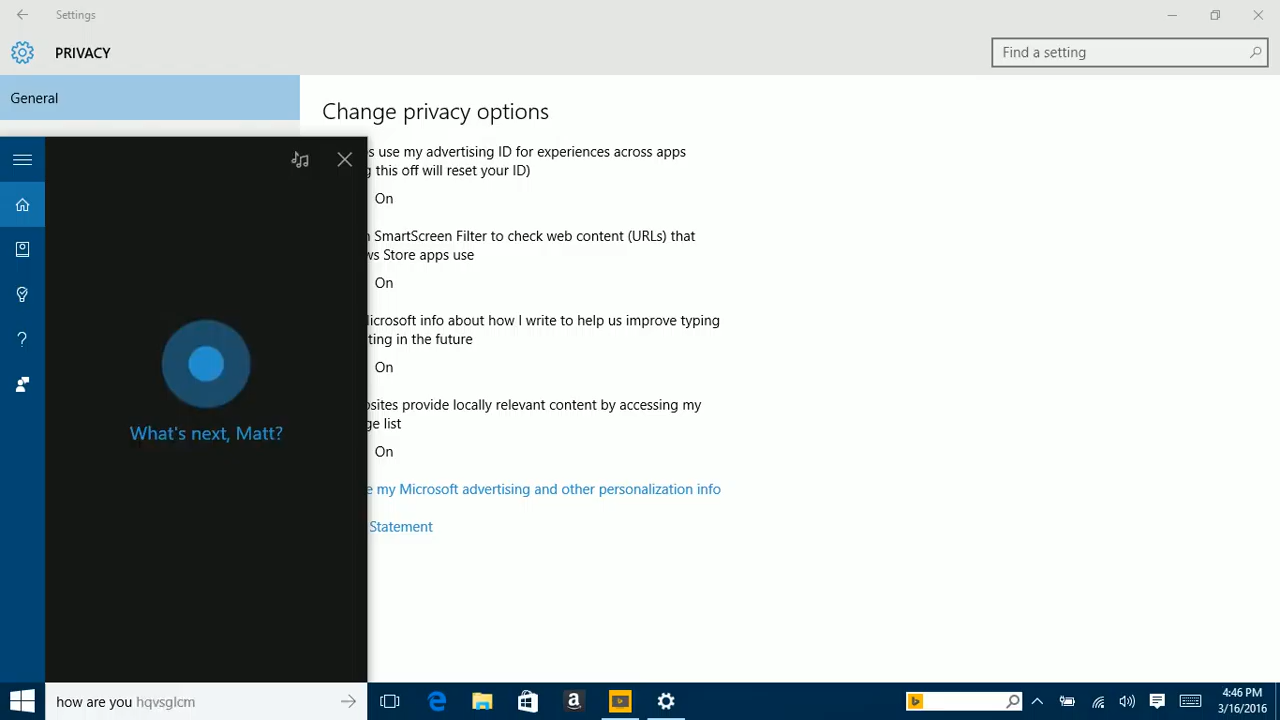 Settings
PRIVACY
Find a setting
General
Change privacy options
s use my advertising ID for experiences across apps
g this off will reset your ID)
On
SmartScreen Filter to check web content (URLs) that
ws Store apps use
On
Microsoft info about how I write to help us improve typing
ting in the future
On
sites provide locally relevant content by accessing my
ge list
On
e my Microsoft advertising and other personalization info
Statement
What's next, Matt?
how are you hqvsglcm
4:46 PM
3/16/2016